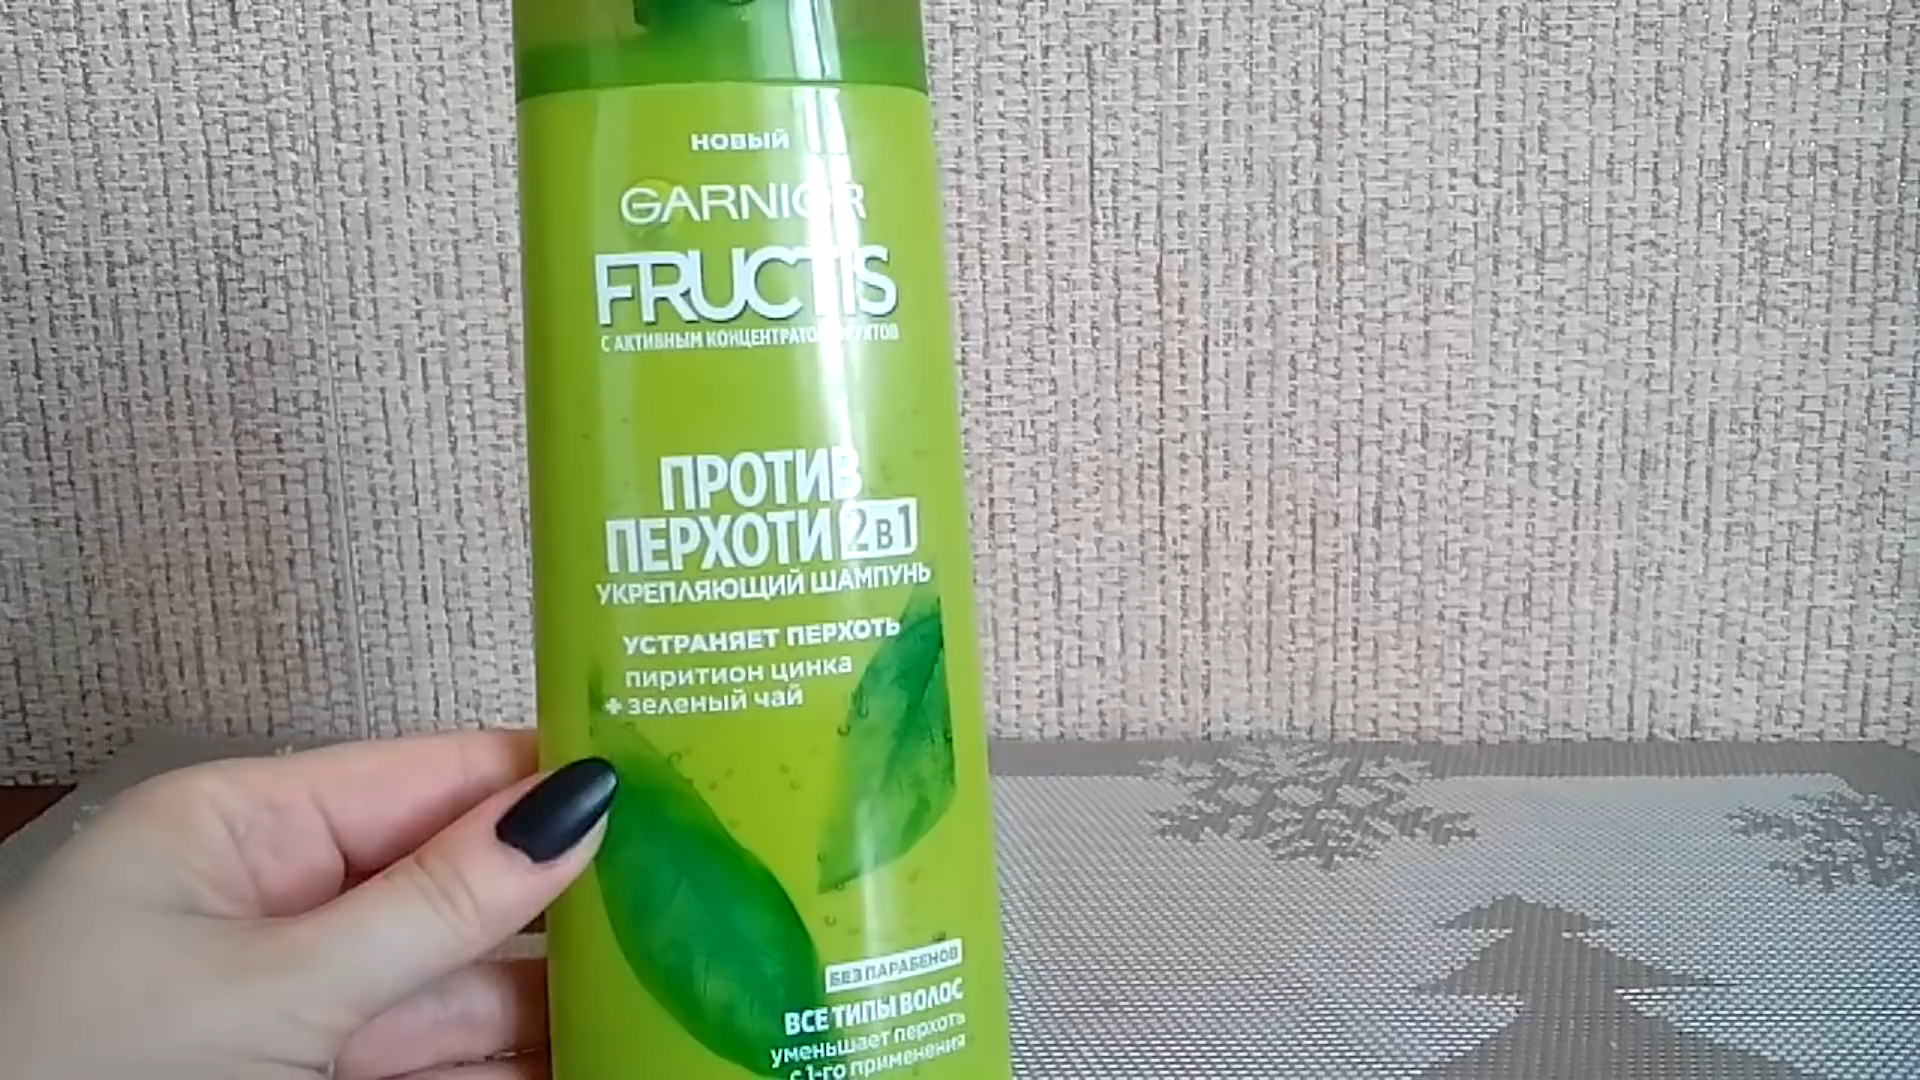 НОВЫЙ
GARNIER
FRUCTIS
С АКТИВНЫМ КОНЦЕНТРАТОМ ФРУКТОВ
ПРОТИВ
ПЕРХОТИ 2в1
УКРЕПЛЯЮЩИЙ ШАМПУНЬ
УСТРАНЯЕТ ПЕРХОТЬ
пиритион цинка
+ зеленый чай
БЕЗ ПАРАБЕНОВ
ВСЕ ТИПЫ ВОЛОС
уменьшает перхоть
с 1-го применения